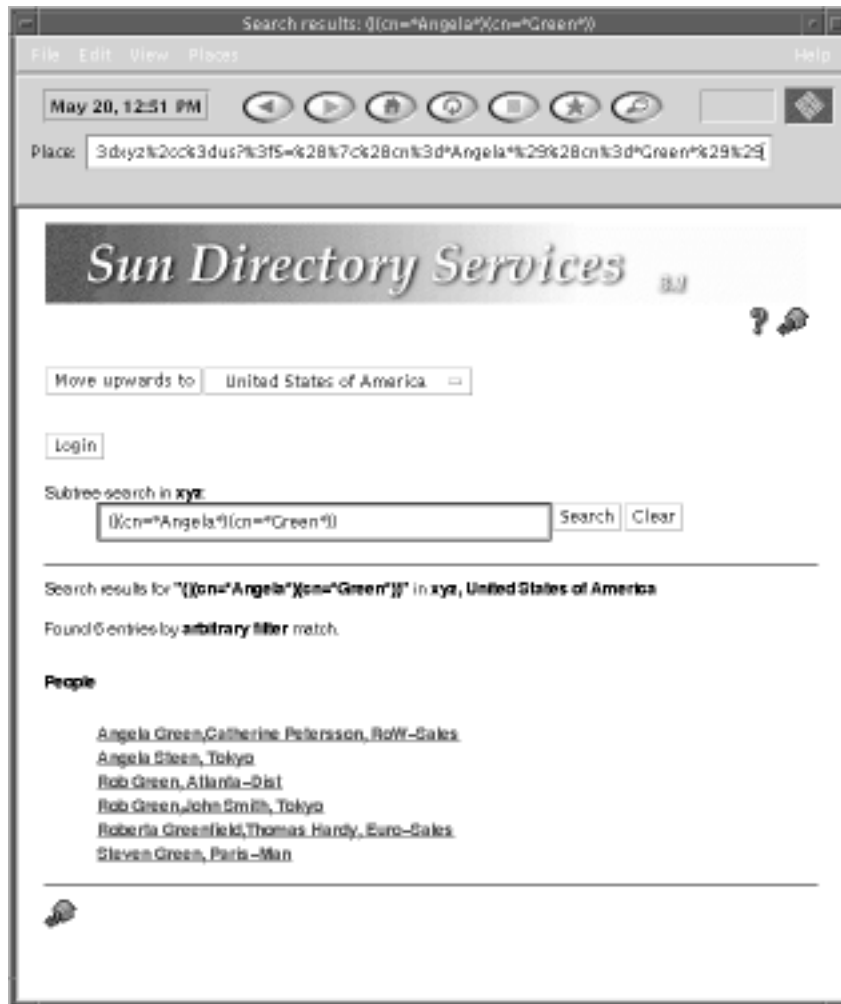 Search results: (|(cn=*Angela*)(cn=*Green*))
File Edit View Places Help
May 20, 12:51 PM
Place: 3dxyz%2cc%3dus?%3fS=%28%7c%28cn%3d*Angela*%29%28cn%3d*Green*%29%29
Sun Directory Services
Move upwards to United States of America
Login
Subtree search in xyz:
(|(cn=*Angela*)(cn=*Green*)) Search Clear
Search results for "(|(cn=*Angela*)(cn=*Green*))" in xyz, United States of America
Found 6 entries by arbitrary filter match.
People
Angela Green,Catherine Petersson, RoW-Sales
Angela Steen, Tokyo
Rob Green, Atlanta-Dist
Rob Green,John Smith, Tokyo
Roberta Greenfield,Thomas Hardy, Euro-Sales
Steven Green, Paris-Man